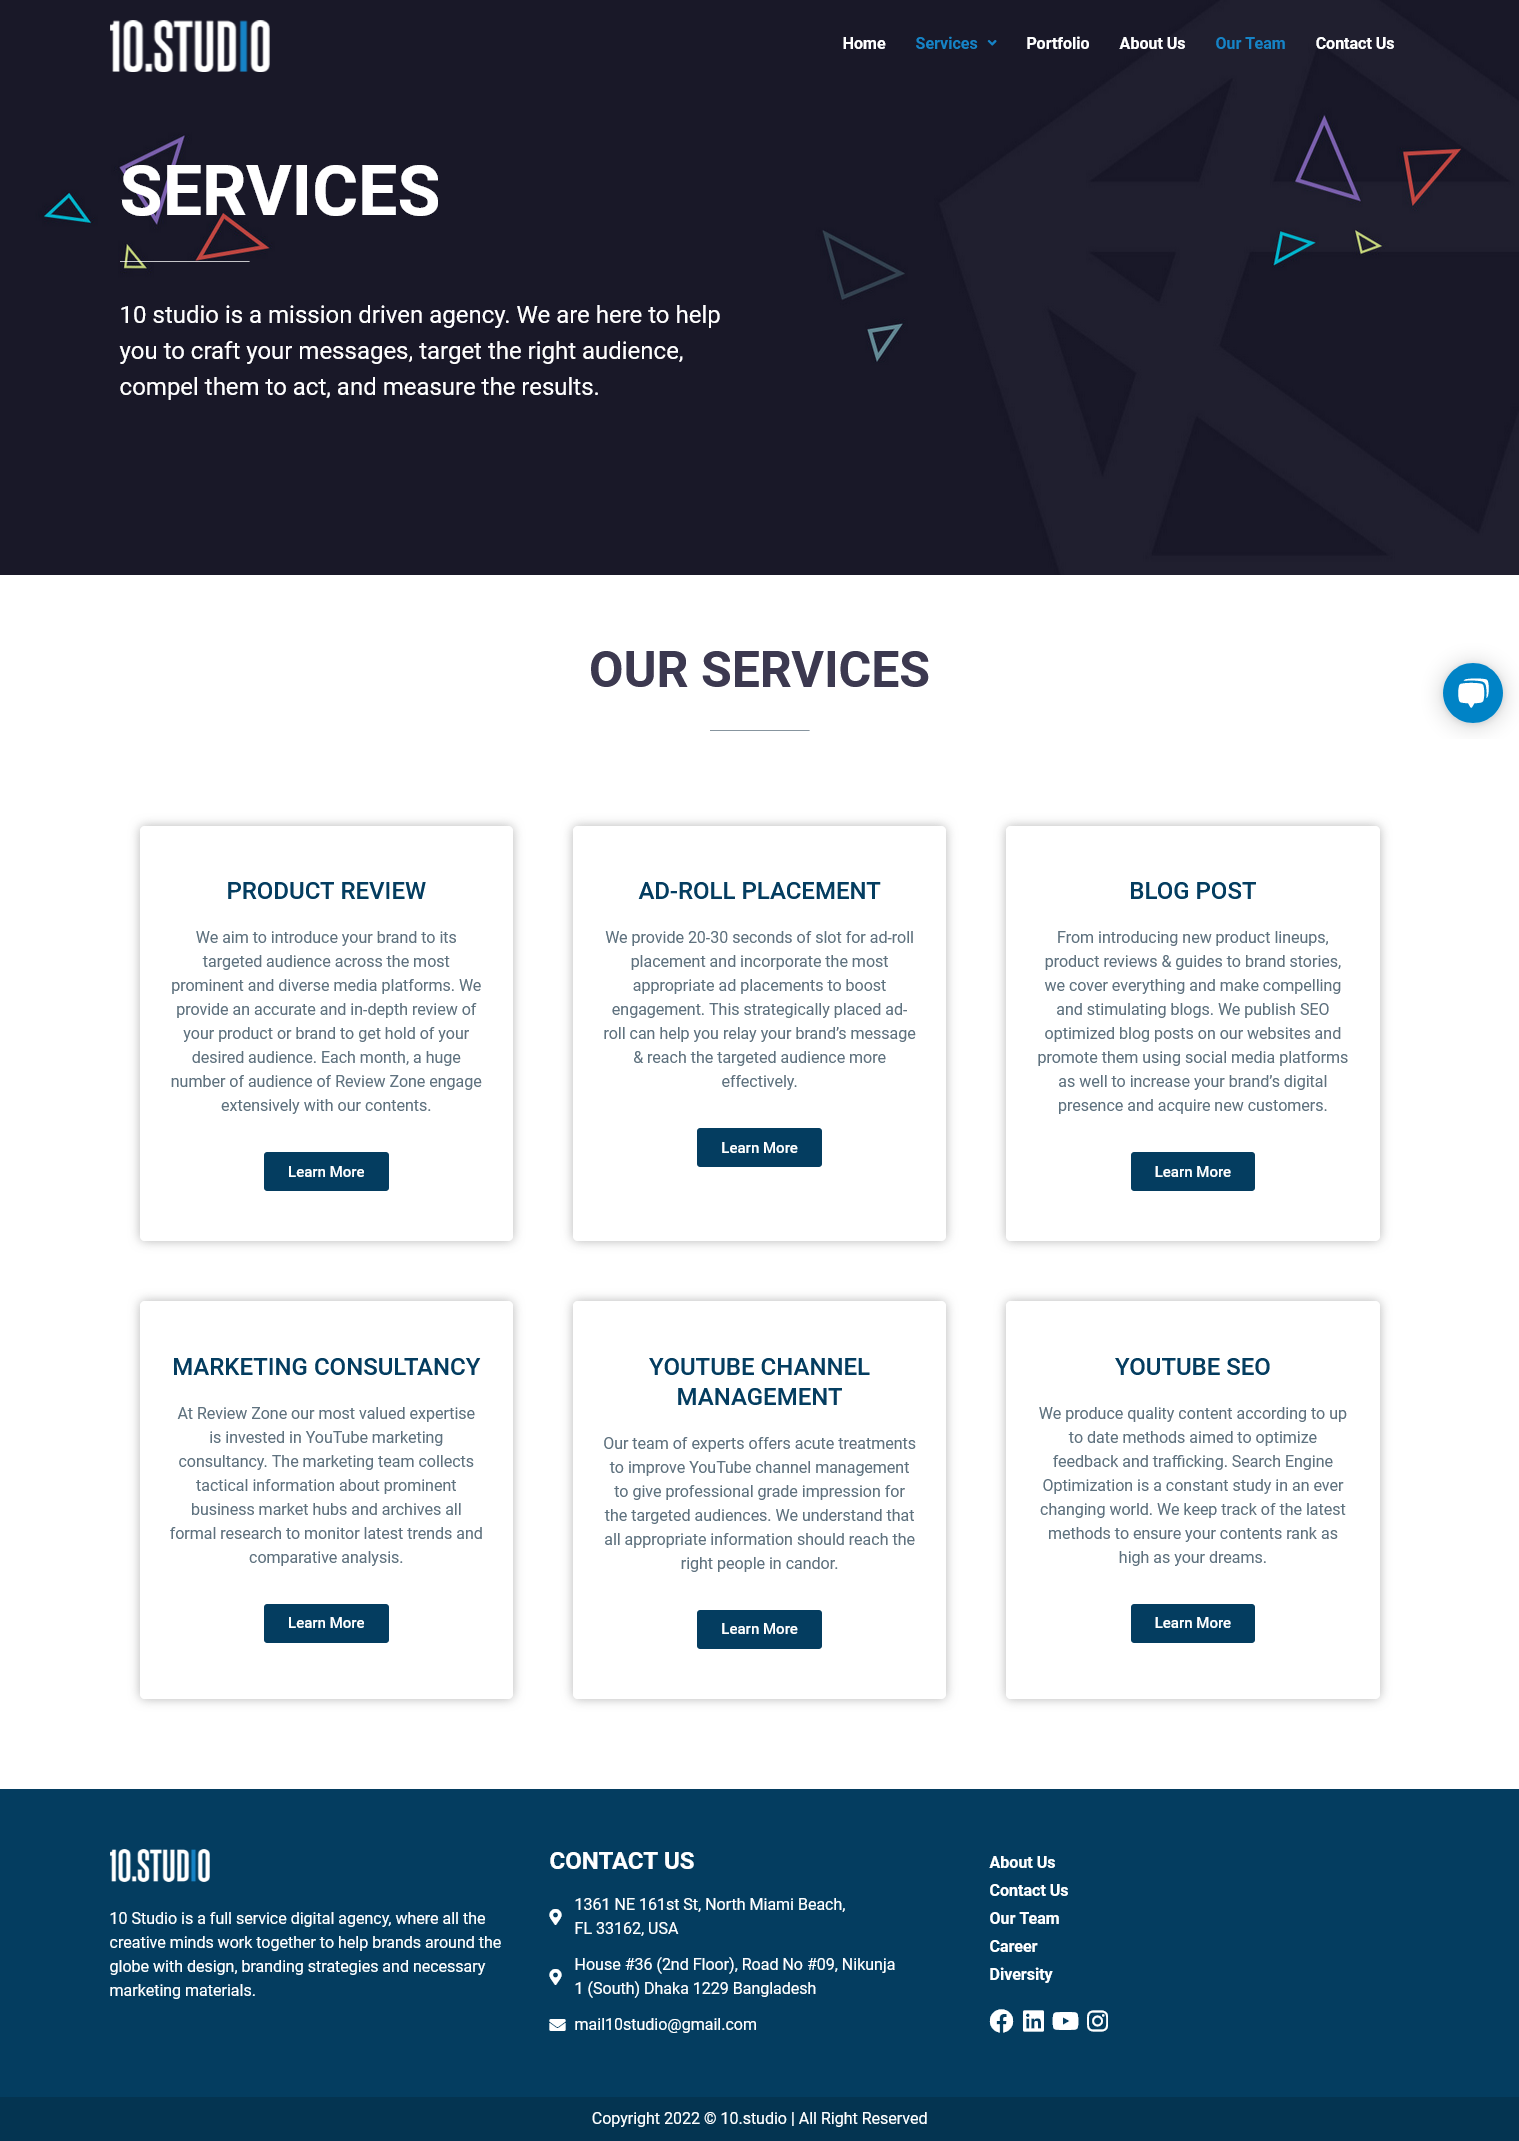 10.STUDIO
Home
Services
Portfolio
About Us
Our Team
Contact Us
SERVICES
10 studio is a mission driven agency. We are here to help
you to craft your messages, target the right audience,
compel them to act, and measure the results.
OUR SERVICES
PRODUCT REVIEW
We aim to introduce your brand to its
targeted audience across the most
prominent and diverse media platforms. We
provide an accurate and in-depth review of
your product or brand to get hold of your
desired audience. Each month, a huge
number of audience of Review Zone engage
extensively with our contents.
Learn More
AD-ROLL PLACEMENT
We provide 20-30 seconds of slot for ad-roll
placement and incorporate the most
appropriate ad placements to boost
engagement. This strategically placed ad-
roll can help you relay your brand’s message
& reach the targeted audience more
effectively.
Learn More
BLOG POST
From introducing new product lineups,
product reviews & guides to brand stories,
we cover everything and make compelling
and stimulating blogs. We publish SEO
optimized blog posts on our websites and
promote them using social media platforms
as well to increase your brand’s digital
presence and acquire new customers.
Learn More
MARKETING CONSULTANCY
At Review Zone our most valued expertise
is invested in YouTube marketing
consultancy. The marketing team collects
tactical information about prominent
business market hubs and archives all
formal research to monitor latest trends and
comparative analysis.
Learn More
YOUTUBE CHANNEL
MANAGEMENT
Our team of experts offers acute treatments
to improve YouTube channel management
to give professional grade impression for
the targeted audiences. We understand that
all appropriate information should reach the
right people in candor.
Learn More
YOUTUBE SEO
We produce quality content according to up
to date methods aimed to optimize
feedback and trafficking. Search Engine
Optimization is a constant study in an ever
changing world. We keep track of the latest
methods to ensure your contents rank as
high as your dreams.
Learn More
10.STUDIO
10 Studio is a full service digital agency, where all the
creative minds work together to help brands around the
globe with design, branding strategies and necessary
marketing materials.
CONTACT US
1361 NE 161st St, North Miami Beach,
FL 33162, USA
House #36 (2nd Floor), Road No #09, Nikunja
1 (South) Dhaka 1229 Bangladesh
mail10studio@gmail.com
About Us
Contact Us
Our Team
Career
Diversity
Copyright 2022 © 10.studio | All Right Reserved